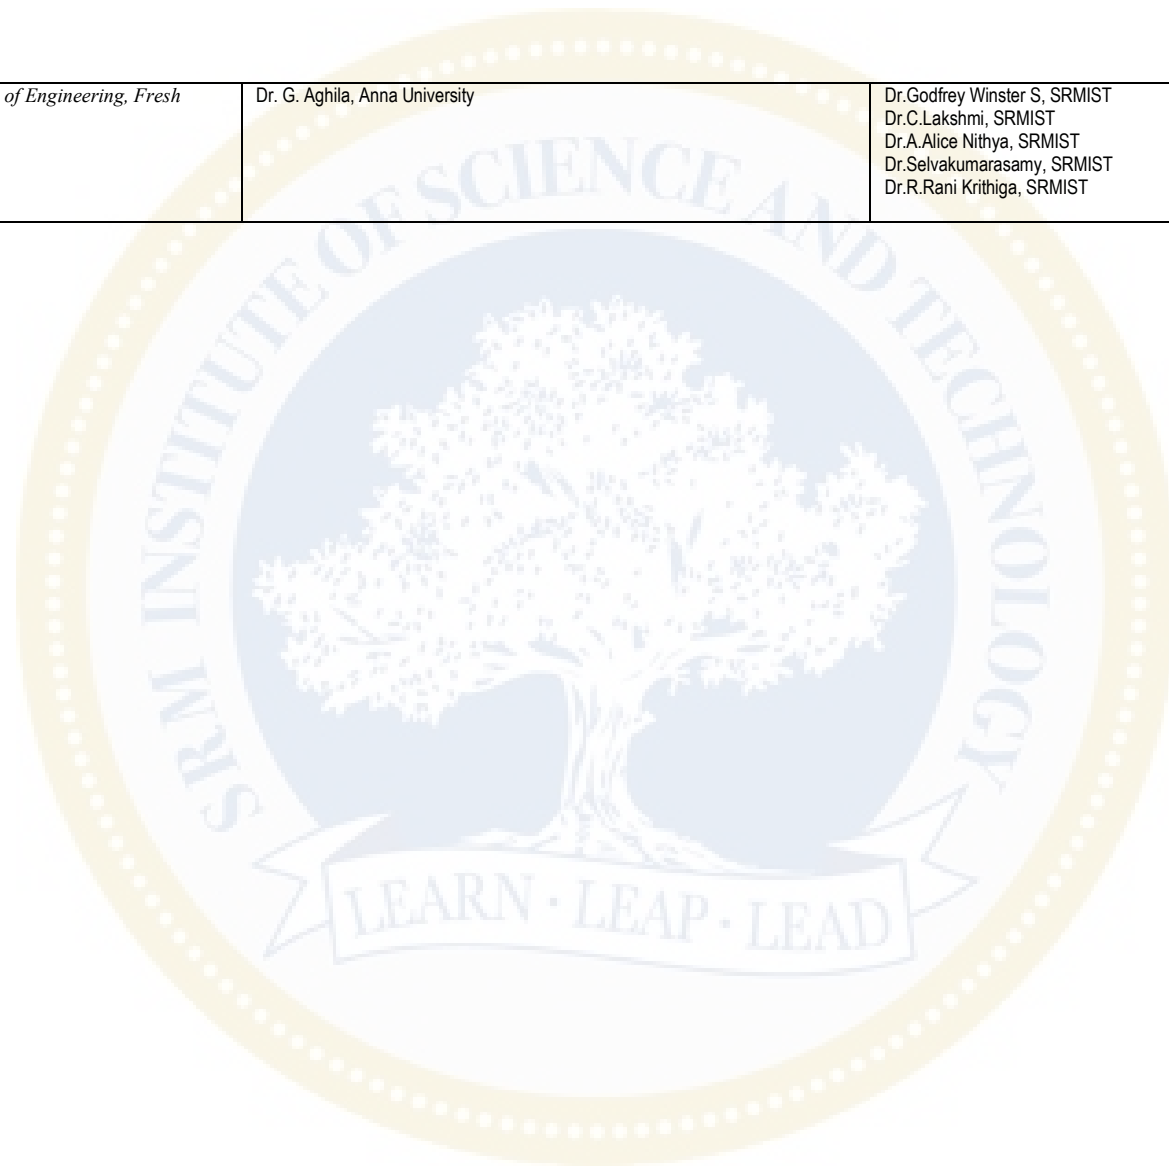 of Engineering, Fresh
Dr. G. Aghila, Anna University
Dr.Godfrey Winster S, SRMIST
Dr.C.Lakshmi, SRMIST
Dr.A.Alice Nithya, SRMIST
Dr.Selvakumarasamy, SRMIST
Dr.R.Rani Krithiga, SRMIST
SRM INSTITUTE OF SCIENCE AND TECHNOLOGY
LEARN · LEAP · LEAD